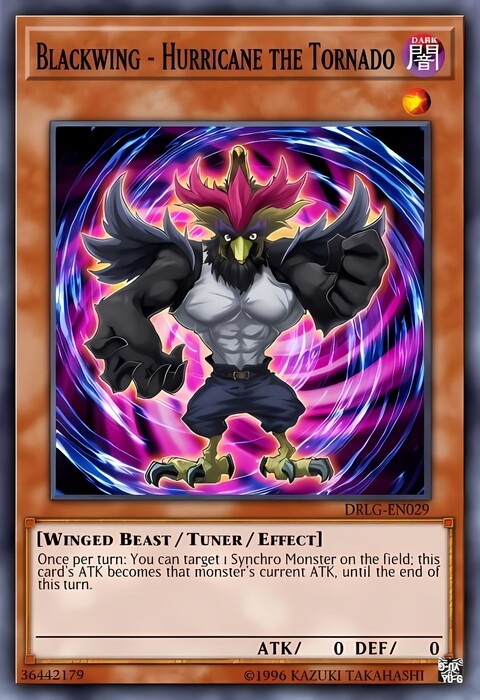 Blackwing - Hurricane the Tornado
DARK
闇
DRLG-EN029
[Winged Beast / Tuner / Effect]
Once per turn: You can target 1 Synchro Monster on the field; this
card's ATK becomes that monster's current ATK, until the end of
this turn.
ATK/ 0 DEF/ 0
36442179
©1996 KAZUKI TAKAHASHI